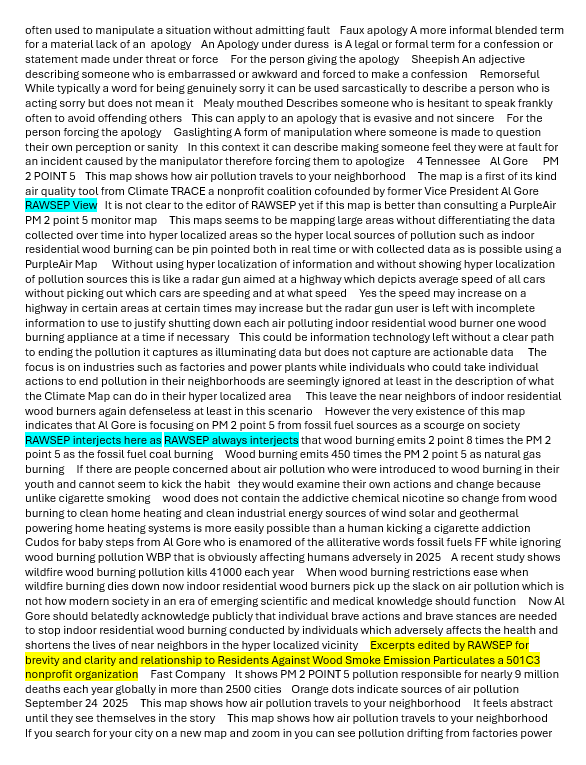 often used to manipulate a situation without admitting fault    Faux apology A more informal blended term
for a material lack of an  apology    An Apology under duress  is A legal or formal term for a confession or
statement made under threat or force    For the person giving the apology    Sheepish An adjective
describing someone who is embarrassed or awkward and forced to make a confession    Remorseful
While typically a word for being genuinely sorry it can be used sarcastically to describe a person who is
acting sorry but does not mean it   Mealy mouthed Describes someone who is hesitant to speak frankly
often to avoid offending others   This can apply to an apology that is evasive and not sincere    For the
person forcing the apology    Gaslighting A form of manipulation where someone is made to question
their own perception or sanity    In this context it can describe making someone feel they were at fault for
an incident caused by the manipulator therefore forcing them to apologize    4 Tennessee   Al Gore    PM
2 POINT 5   This map shows how air pollution travels to your neighborhood    The map is a first of its kind
air quality tool from Climate TRACE a nonprofit coalition cofounded by former Vice President Al Gore
RAWSEP View   It is not clear to the editor of RAWSEP yet if this map is better than consulting a PurpleAir
PM 2 point 5 monitor map    This maps seems to be mapping large areas without differentiating the data
collected over time into hyper localized areas so the hyper local sources of pollution such as indoor
residential wood burning can be pin pointed both in real time or with collected data as is possible using a
PurpleAir Map    Without using hyper localization of information and without showing hyper localization
of pollution sources this is like a radar gun aimed at a highway which depicts average speed of all cars
without picking out which cars are speeding and at what speed    Yes the speed may increase on a
highway in certain areas at certain times may increase but the radar gun user is left with incomplete
information to use to justify shutting down each air polluting indoor residential wood burner one wood
burning appliance at a time if necessary   This could be information technology left without a clear path
to ending the pollution it captures as illuminating data but does not capture are actionable data    The
focus is on industries such as factories and power plants while individuals who could take individual
actions to end pollution in their neighborhoods are seemingly ignored at least in the description of what
the Climate Map can do in their hyper localized area    This leave the near neighbors of indoor residential
wood burners again defenseless at least in this scenario   However the very existence of this map
indicates that Al Gore is focusing on PM 2 point 5 from fossil fuel sources as a scourge on society
RAWSEP interjects here as RAWSEP always interjects that wood burning emits 2 point 8 times the PM 2
point 5 as the fossil fuel coal burning    Wood burning emits 450 times the PM 2 point 5 as natural gas
burning    If there are people concerned about air pollution who were introduced to wood burning in their
youth and cannot seem to kick the habit  they would examine their own actions and change because
unlike cigarette smoking    wood does not contain the addictive chemical nicotine so change from wood
burning to clean home heating and clean industrial energy sources of wind solar and geothermal
powering home heating systems is more easily possible than a human kicking a cigarette addiction
Cudos for baby steps from Al Gore who is enamored of the alliterative words fossil fuels FF while ignoring
wood burning pollution WBP that is obviously affecting humans adversely in 2025   A recent study shows
wildfire wood burning pollution kills 41000 each year    When wood burning restrictions ease when
wildfire burning dies down now indoor residential wood burners pick up the slack on air pollution which is
not how modern society in an era of emerging scientific and medical knowledge should function    Now Al
Gore should belatedly acknowledge publicly that individual brave actions and brave stances are needed
to stop indoor residential wood burning conducted by individuals which adversely affects the health and
shortens the lives of near neighbors in the hyper localized vicinity    Excerpts edited by RAWSEP for
brevity and clarity and relationship to Residents Against Wood Smoke Emission Particulates a 501C3
nonprofit organization    Fast Company   It shows PM 2 POINT 5 pollution responsible for nearly 9 million
deaths each year globally in more than 2500 cities   Orange dots indicate sources of air pollution
September 24  2025    This map shows how air pollution travels to your neighborhood    It feels abstract
until they see themselves in the story    This map shows how air pollution travels to your neighborhood
If you search for your city on a new map and zoom in you can see pollution drifting from factories power